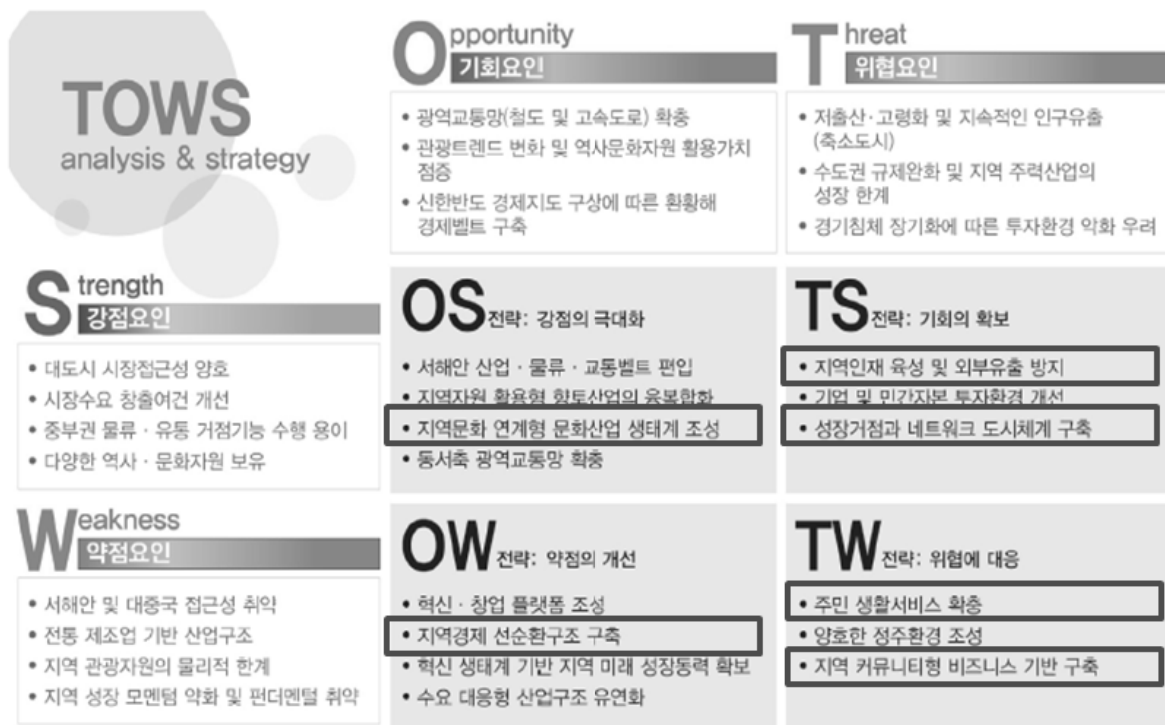 TOWS
analysis & strategy
Opportunity
기회요인
• 광역교통망(철도 및 고속도로) 확충
• 관광트렌드 변화 및 역사문화자원 활용가치
점증
• 신한반도 경제지도 구상에 따른 환황해
경제벨트 구축
Threat
위협요인
• 저출산·고령화 및 지속적인 인구유출
(축소도시)
• 수도권 규제완화 및 지역 주력산업의
성장 한계
• 경기침체 장기화에 따른 투자환경 악화 우려
Strength
강점요인
• 대도시 시장접근성 양호
• 시장수요 창출여건 개선
• 중부권 물류·유통 거점기능 수행 용이
• 다양한 역사·문화자원 보유
OS 전략: 강점의 극대화
• 서해안 산업·물류·교통벨트 편입
• 지역자원 활용형 향토산업의 융복합화
• 지역문화 연계형 문화산업 생태계 조성
• 동서축 광역교통망 확충
TS 전략: 기회의 확보
• 지역인재 육성 및 외부유출 방지
• 기업 및 민간자본 투자환경 개선
• 성장거점과 네트워크 도시체계 구축
Weakness
약점요인
• 서해안 및 대중국 접근성 취약
• 전통 제조업 기반 산업구조
• 지역 관광자원의 물리적 한계
• 지역 성장 모멘텀 약화 및 펀더멘털 취약
OW 전략: 약점의 개선
• 혁신·창업 플랫폼 조성
• 지역경제 선순환구조 구축
• 혁신 생태계 기반 지역 미래 성장동력 확보
• 수요 대응형 산업구조 유연화
TW 전략: 위협에 대응
• 주민 생활서비스 확충
• 양호한 정주환경 조성
• 지역 커뮤니티형 비즈니스 기반 구축